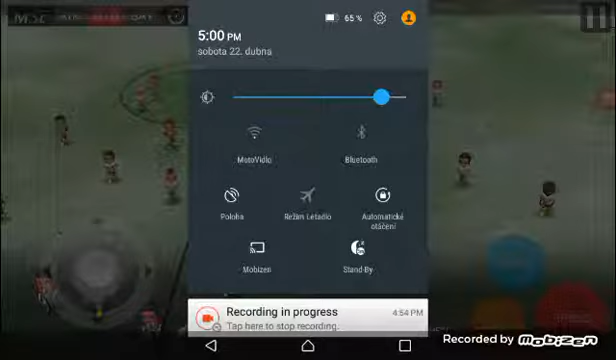 65 %
5:00 PM
sobota 22. dubna
MotoVidlo
Bluetooth
Poloha
Režim Letadlo
Automatické
otáčení
Mobizen
Stand-By
Recording in progress
4:54 PM
Tap here to stop recording.
Recorded by Mobizen